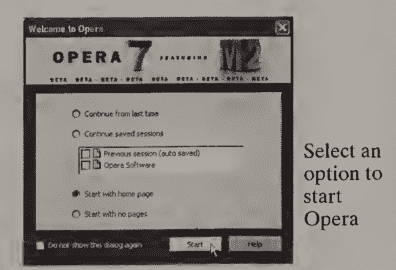 Welcome to Opera
OPERA 7 FEATURING M2
BETA BETA - BETA - BETA BETA BETA - BETA - BETA
Continue from last time
Continue saved sessions
Previous session (auto saved)
Opera Software
Start with home page
Start with no pages
Do not show this dialog again
Start
Help
Select an
option to
start
Opera